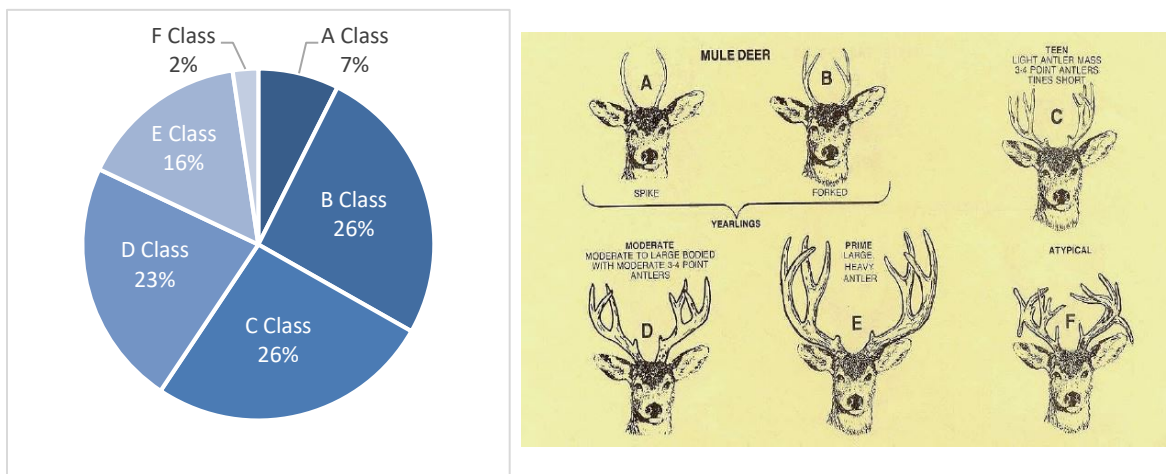 F Class
2%
A Class
7%
E Class
16%
B Class
26%
D Class
23%
C Class
26%
MULE DEER
A
SPIKE
B
FORKED
YEARLINGS
TEEN
LIGHT ANTLER MASS
3-4 POINT ANTLERS
TINES SHORT
C
MODERATE
MODERATE TO LARGE BODIED
WITH MODERATE 3-4 POINT
ANTLERS
D
PRIME
LARGE,
HEAVY
ANTLER
E
ATYPICAL
F